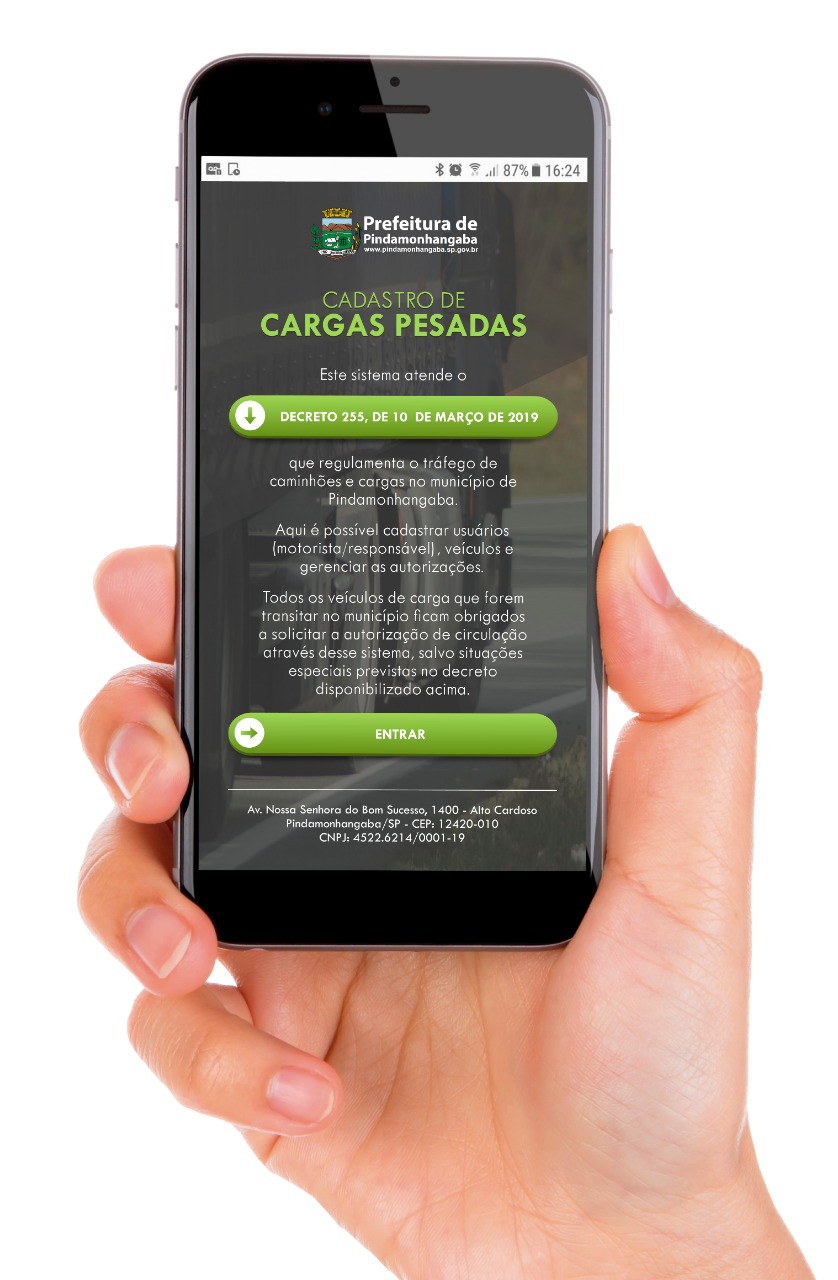 87% 16:24
Prefeitura de
Pindamonhangaba
www.pindamonhangaba.sp.gov.br
CADASTRO DE
CARGAS PESADAS
Este sistema atende o
DECRETO 255, DE 10 DE MARÇO DE 2019
que regulamenta o tráfego de
caminhões e cargas no município de
Pindamonhangaba.
Aqui é possível cadastrar usuários
(motorista/responsável), veículos e
gerenciar as autorizações.
Todos os veículos de carga que forem
transitar no município ficam obrigados
a solicitar a autorização de circulação
através desse sistema, salvo situações
especiais previstas no decreto
disponibilizado acima.
ENTRAR
Av. Nossa Senhora do Bom Sucesso, 1400 - Alto Cardoso
Pindamonhangaba/SP - CEP: 12420-010
CNPJ: 4522.6214/0001-19